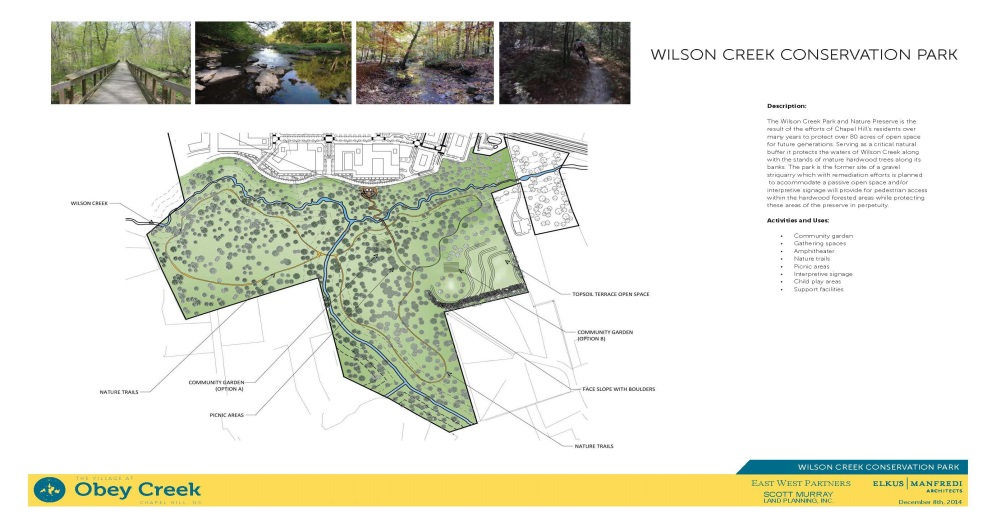 WILSON CREEK CONSERVATION PARK
Description:
The Wilson Creek Park and Nature Preserve is the
result of the efforts of Chapel Hill's residents over
many years to protect over 80 acres of open space
for future generations. Serving as a critical natural
buffer it protects the waters of Wilson Creek along
with the stands of mature hardwood trees along its
banks. The park is the former site of a gravel
striquarry which with remediation efforts is planned
to accommodate a passive open space and/or
interpretive signage will provide for pedestrian access
within the hardwood forested areas while protecting
these areas of the preserve in perpetuity.
Activities and Uses:
• Community garden
• Gathering spaces
• Amphitheater
• Nature trails
• Picnic areas
• Interpretive signage
• Child play areas
• Support facilities
WILSON CREEK
TOPSOIL TERRACE OPEN SPACE
COMMUNITY GARDEN
(OPTION B)
FACE SLOPE WITH BOULDERS
NATURE TRAILS
COMMUNITY GARDEN
(OPTION A)
NATURE TRAILS
PICNIC AREAS
WILSON CREEK CONSERVATION PARK
THE VILLAGE AT
Obey Creek
CHAPEL HILL, NC
EAST WEST PARTNERS
SCOTT MURRAY
LAND PLANNING, INC.
ELKUS | MANFREDI
ARCHITECTS
December 8th, 2014